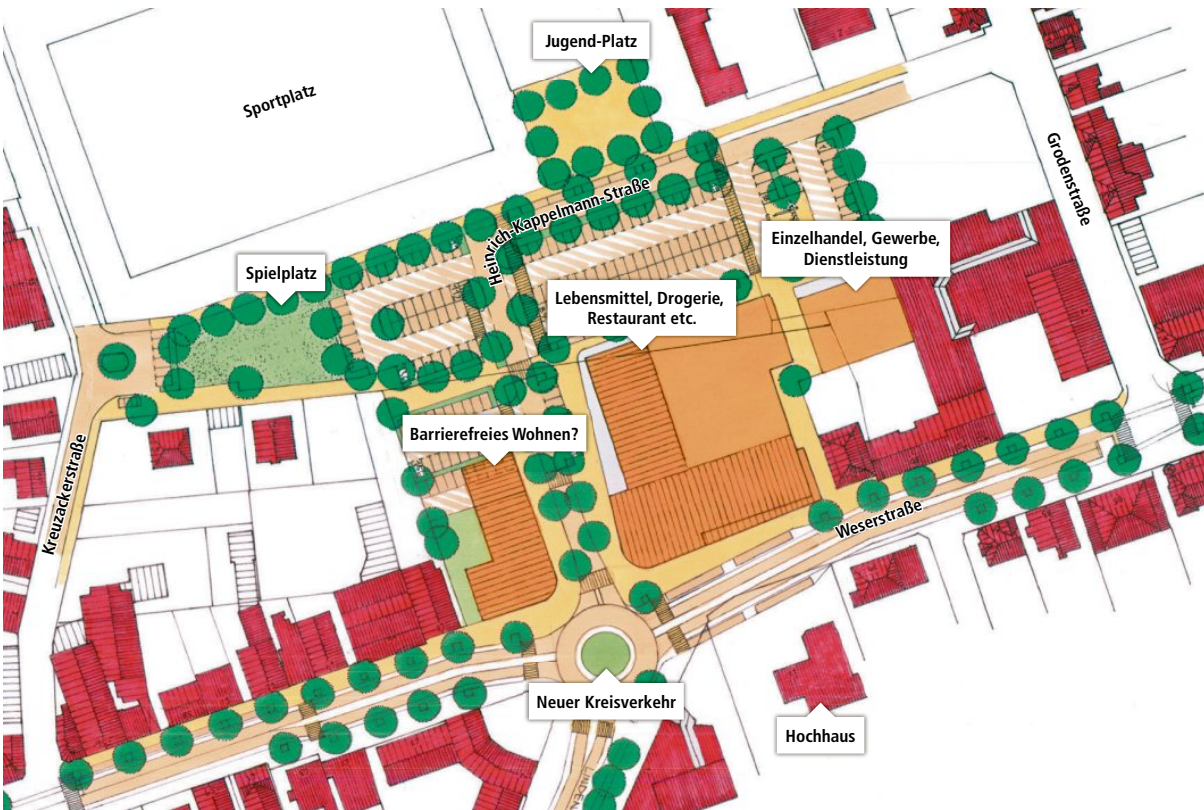 Jugend-Platz
Sportplatz
Grodenstraße
Heinrich-Kappelmann-Straße
Einzelhandel, Gewerbe,
Dienstleistung
Spielplatz
Lebensmittel, Drogerie,
Restaurant etc.
Barrierefreies Wohnen?
Kreuzackerstraße
Weserstraße
Neuer Kreisverkehr
Hochhaus
LINDEN